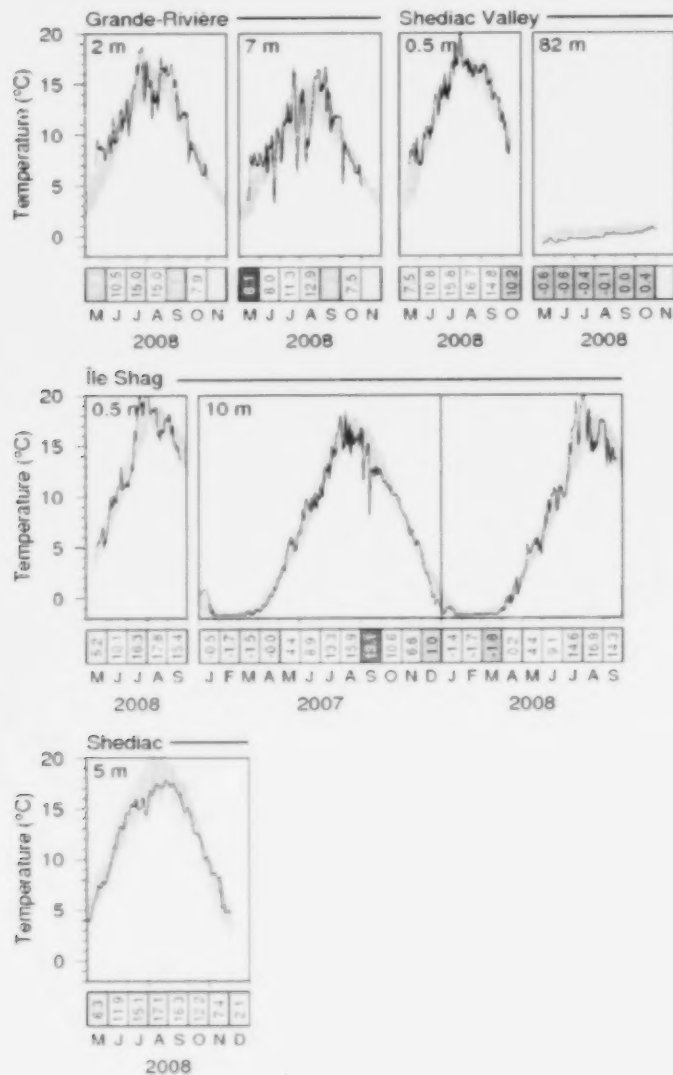 Grande-Rivière
Shediac Valley
2 m
7 m
0.5 m
82 m
Temperature (°C)
20
15
10
5
0
10.5 15.0 15.0 7.9
8.0 11.3 12.9 7.5
7.5 10.8 15.8 16.7 14.8 10.2
-0.6 -0.6 -0.4 -0.1 0.0 0.4
M J J A S O N
M J J A S O N
M J J A S O
M J J A S O N
2008
2008
2008
2008
Île Shag
0.5 m
10 m
Temperature (°C)
20
15
10
5
0
10.1 16.3 17.8 15.4
-0.5 -1.7 -1.5 -0.0 4.4 8.9 13.3 15.9 10.6 6.8 1.0 -1.4 -1.7 -1.8 0.2 4.4 9.1 14.6 16.9 14.3
M J J A S
J F M A M J J A S O N D J F M A M J J A S
2008
2007
2008
Shediac
5 m
Temperature (°C)
20
15
10
5
0
6.3 11.9 15.1 17.1 16.3 12.2 7.4 2.1
M J J A S O N D
2008